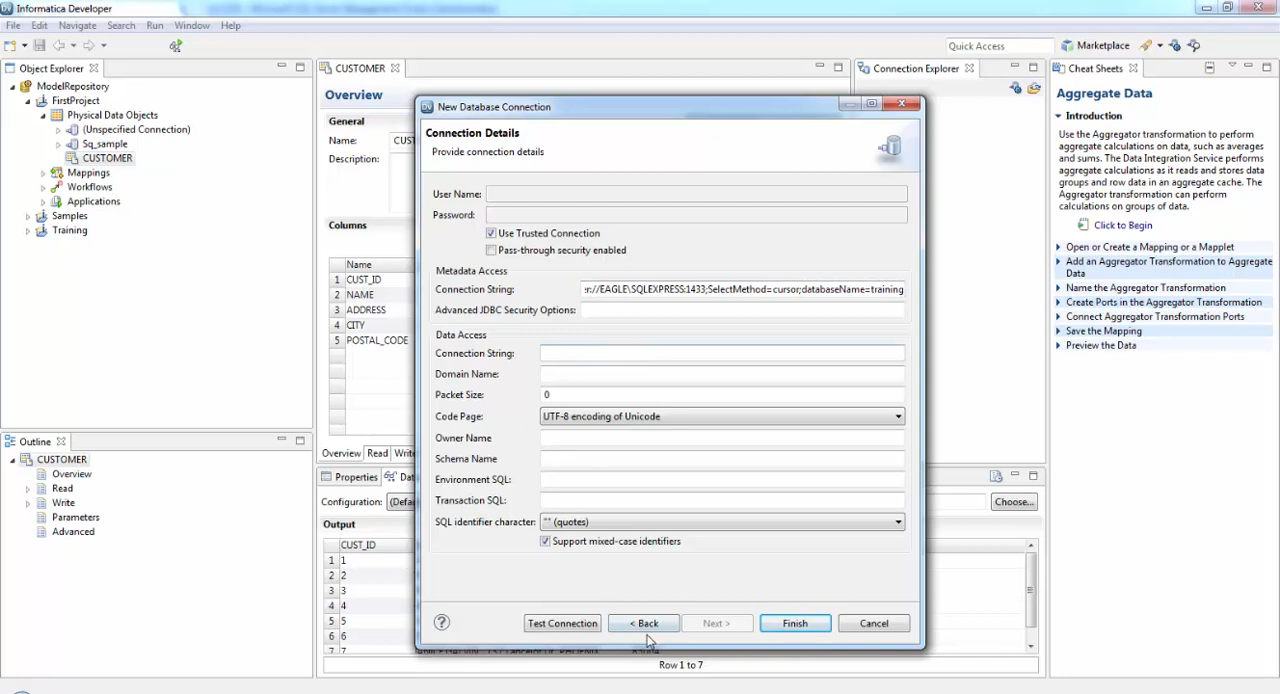 Informatica Developer
File Edit Navigate Search Run Window Help
Quick Access
Marketplace
Object Explorer
ModelRepository
FirstProject
Physical Data Objects
(Unspecified Connection)
Sq_sample
CUSTOMER
Mappings
Workflows
Applications
Samples
Training
Outline
CUSTOMER
Overview
Read
Write
Parameters
Advanced
CUSTOMER
Overview
General
Name: CUST
Description:
Columns
Name
1 CUST_ID
2 NAME
3 ADDRESS
4 CITY
5 POSTAL_CODE
Overview Read Write
Properties Dat
Configuration: (Defa
Choose...
Output
CUST_ID
1 1
2 2
3 3
4 4
5 5
6 6
7 7
Row 1 to 7
Connection Explorer
New Database Connection
Connection Details
Provide connection details
User Name:
Password:
Use Trusted Connection
Pass-through security enabled
Metadata Access
Connection String: r://EAGLE\SQLEXPRESS:1433;SelectMethod=cursor;databaseName=training
Advanced JDBC Security Options:
Data Access
Connection String:
Domain Name:
Packet Size: 0
Code Page: UTF-8 encoding of Unicode
Owner Name
Schema Name
Environment SQL:
Transaction SQL:
SQL identifier character: "" (quotes)
Support mixed-case identifiers
Test Connection < Back Next > Finish Cancel
Cheat Sheets
Aggregate Data
Introduction
Use the Aggregator transformation to perform
aggregate calculations on data, such as averages
and sums. The Data Integration Service performs
aggregate calculations as it reads and stores
data groups and row data in an aggregate cache. The
Aggregator transformation can perform
calculations on groups of data.
Click to Begin
Open or Create a Mapping or a Mapplet
Add an Aggregator Transformation to Aggregate
Data
Name the Aggregator Transformation
Create Ports in the Aggregator Transformation
Connect Aggregator Transformation Ports
Save the Mapping
Preview the Data